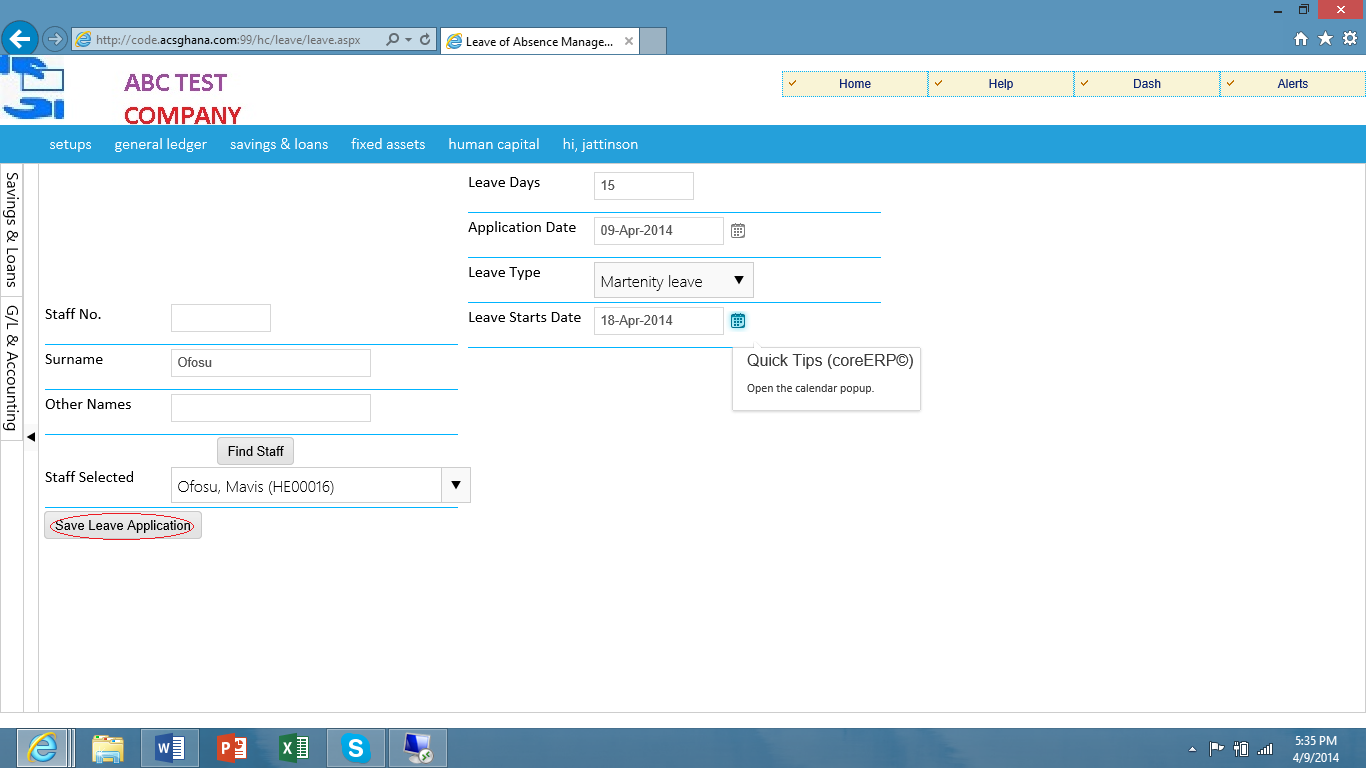 http://code.acsghana.com:99/hc/leave/leave.aspx
Leave of Absence Manage...
ABC TEST
COMPANY
Home
Help
Dash
Alerts
setups
general ledger
savings & loans
fixed assets
human capital
hi, jattinson
Savings & Loans
G/L & Accounting
Leave Days
15
Application Date
09-Apr-2014
Leave Type
Martenity leave
Leave Starts Date
18-Apr-2014
Quick Tips (coreERP©)
Open the calendar popup.
Staff No.
Surname
Ofosu
Other Names
Find Staff
Staff Selected
Ofosu, Mavis (HE00016)
Save Leave Application
5:35 PM
4/9/2014